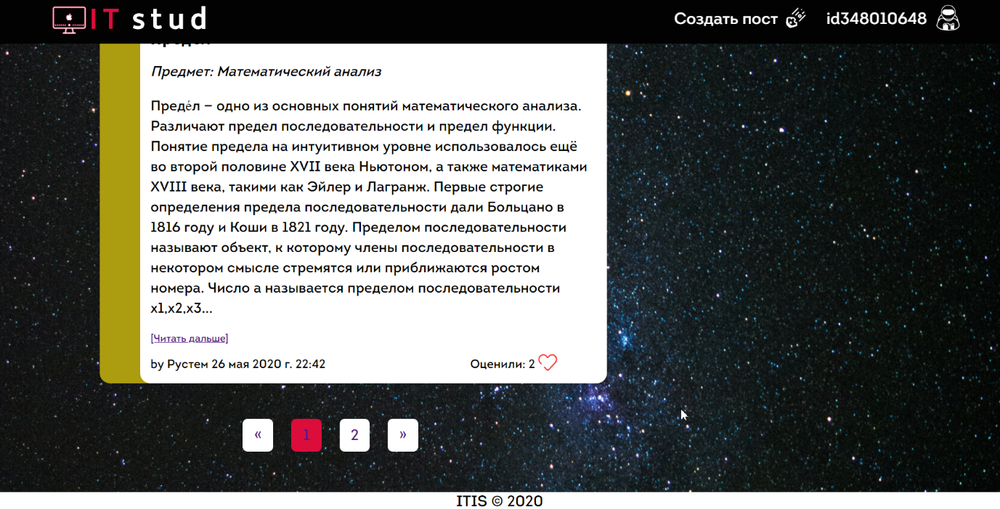 IT stud
Создать пост
id348010648
Предмет: Математический анализ
Преде́л – одно из основных понятий математического анализа.
Различают предел последовательности и предел функции.
Понятие предела на интуитивном уровне использовалось ещё
во второй половине XVII века Ньютоном, а также математиками
XVIII века, такими как Эйлер и Лагранж. Первые строгие
определения предела последовательности дали Больцано в
1816 году и Коши в 1821 году. Пределом последовательности
называют объект, к которому члены последовательности в
некотором смысле стремятся или приближаются ростом
номера. Число а называется пределом последовательности
x1,x2,x3...
[Читать дальше]
by Рустем 26 мая 2020 г. 22:42
Оценили: 2
« 1 2 »
ITIS © 2020